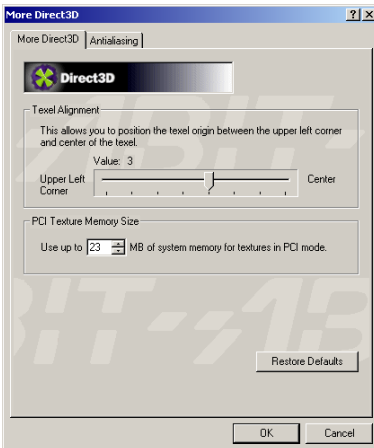 More Direct3D
More Direct3D Antialiasing
Direct3D
Texel Alignment
This allows you to position the texel origin between the upper left corner
and center of the texel.
Value: 3
Upper Left Corner
Center
PCI Texture Memory Size
Use up to 23 MB of system memory for textures in PCI mode.
Restore Defaults
OK Cancel